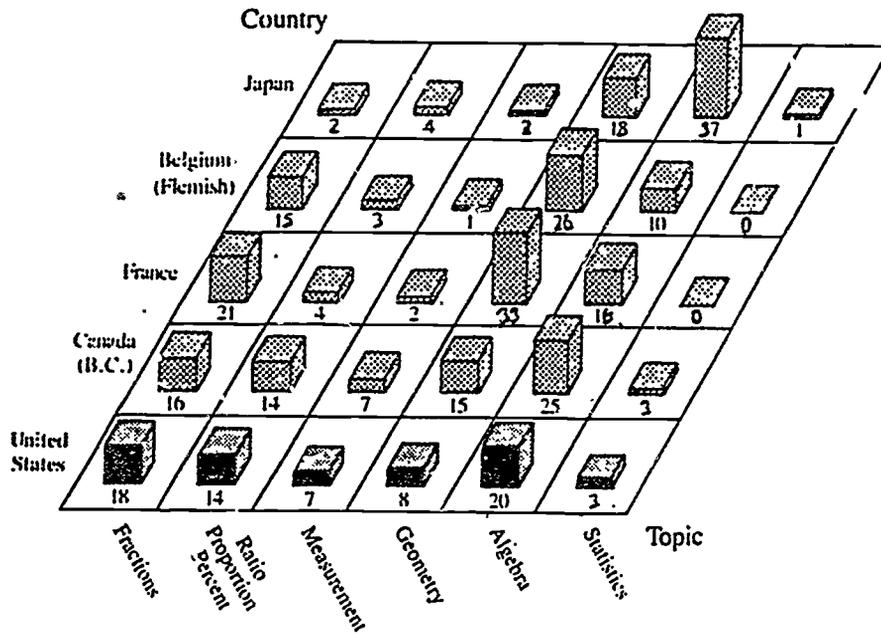 Country
Japan
2 4 2 18 37 1
Belgium
(Flemish)
15 3 1 26 10 0
France
21 4 2 33 16 0
Canada
(B.C.)
16 14 7 15 25 3
United
States
18 14 7 8 20 3
Fractions
Ratio
Proportion
Percent
Measurement
Geometry
Algebra
Statistics
Topic